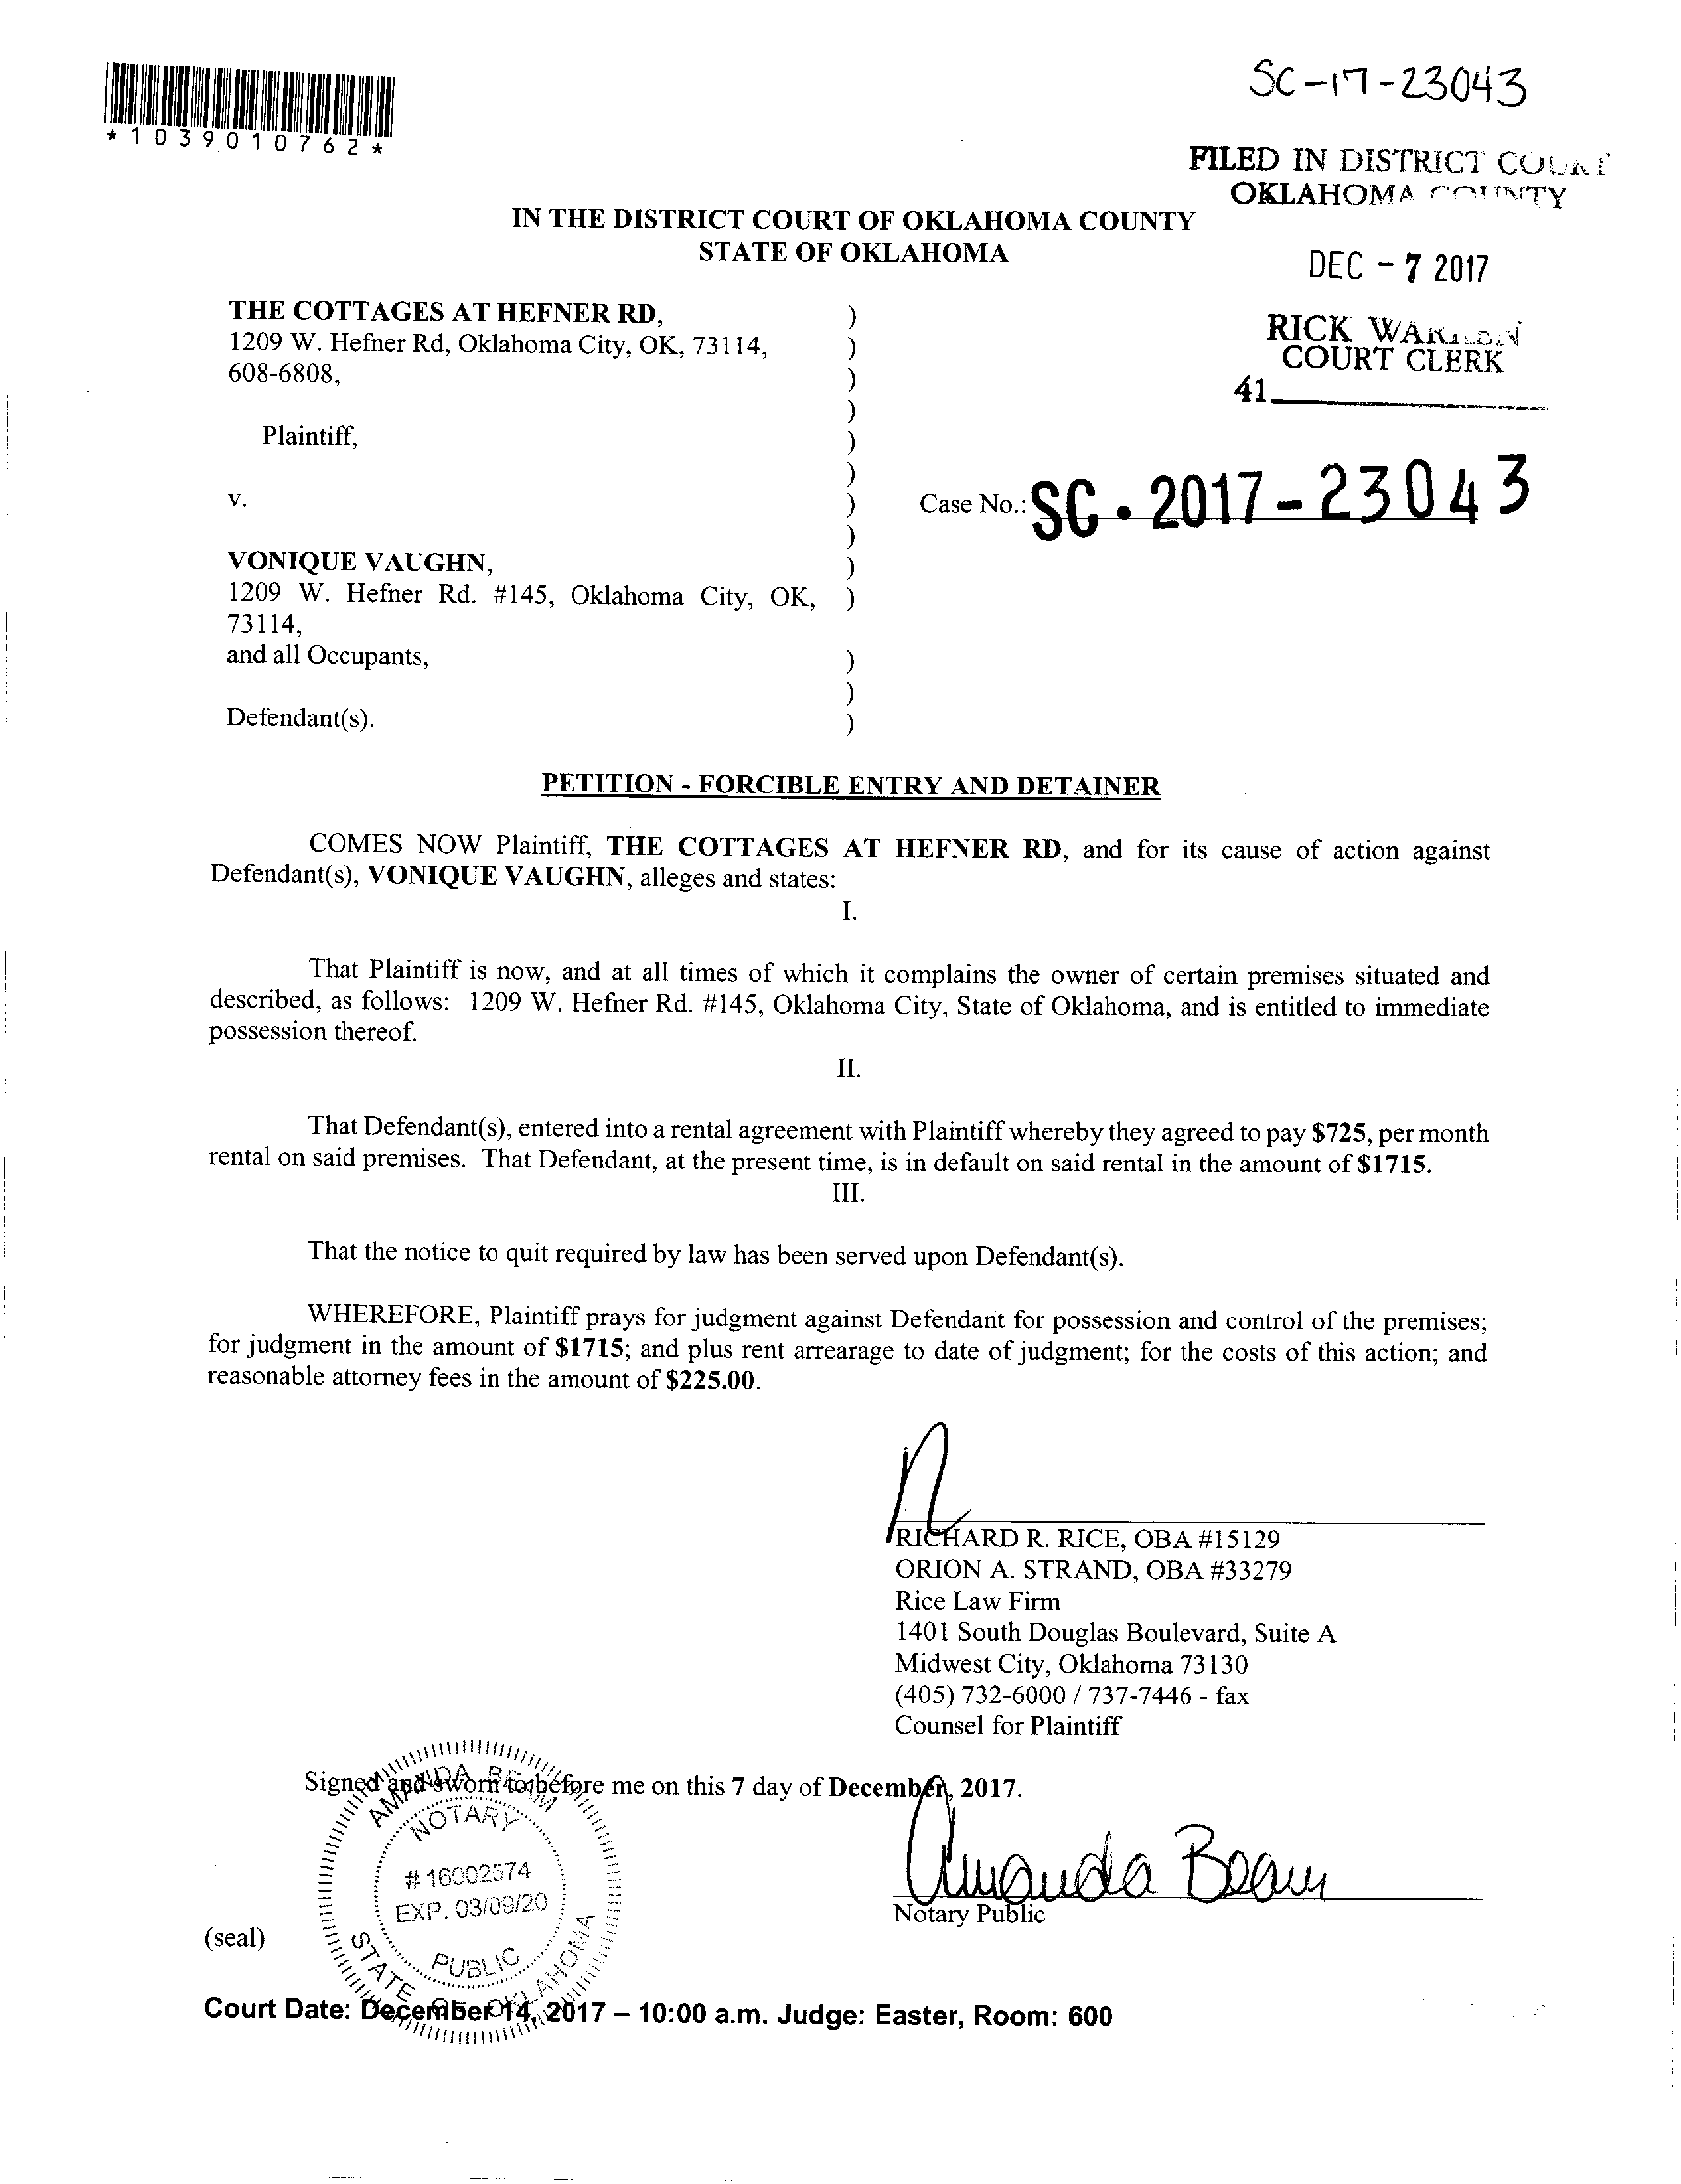 SC-17-23043
*1039010762*
FILED IN DISTRICT COURT
OKLAHOMA COUNTY
IN THE DISTRICT COURT OF OKLAHOMA COUNTY
STATE OF OKLAHOMA
DEC - 7 2017
RICK WARREN
COURT CLERK
41
THE COTTAGES AT HEFNER RD, )
1209 W. Hefner Rd, Oklahoma City, OK, 73114, )
608-6808, )
)
Plaintiff, )
)
v. ) Case No.: SC . 2017 - 23043
)
VONIQUE VAUGHN, )
1209 W. Hefner Rd. #145, Oklahoma City, OK, )
73114,
and all Occupants, )
)
Defendant(s). )
PETITION - FORCIBLE ENTRY AND DETAINER
COMES NOW Plaintiff, THE COTTAGES AT HEFNER RD, and for its cause of action against
Defendant(s), VONIQUE VAUGHN, alleges and states:
I.
That Plaintiff is now, and at all times of which it complains the owner of certain premises situated and
described, as follows: 1209 W. Hefner Rd. #145, Oklahoma City, State of Oklahoma, and is entitled to immediate
possession thereof.
II.
That Defendant(s), entered into a rental agreement with Plaintiff whereby they agreed to pay $725, per month
rental on said premises. That Defendant, at the present time, is in default on said rental in the amount of $1715.
III.
That the notice to quit required by law has been served upon Defendant(s).
WHEREFORE, Plaintiff prays for judgment against Defendant for possession and control of the premises;
for judgment in the amount of $1715; and plus rent arrearage to date of judgment; for the costs of this action; and
reasonable attorney fees in the amount of $225.00.
RICHARD R. RICE, OBA #15129
ORION A. STRAND, OBA #33279
Rice Law Firm
1401 South Douglas Boulevard, Suite A
Midwest City, Oklahoma 73130
(405) 732-6000 / 737-7446 - fax
Counsel for Plaintiff
Signed and sworn to before me on this 7 day of December, 2017.
AMANDA BEAM
NOTARY
# 16002574
EXP. 03/09/20
PUBLIC
STATE OF OKLAHOMA
Amanda Beam
Notary Public
(seal)
Court Date: December 14, 2017 – 10:00 a.m. Judge: Easter, Room: 600